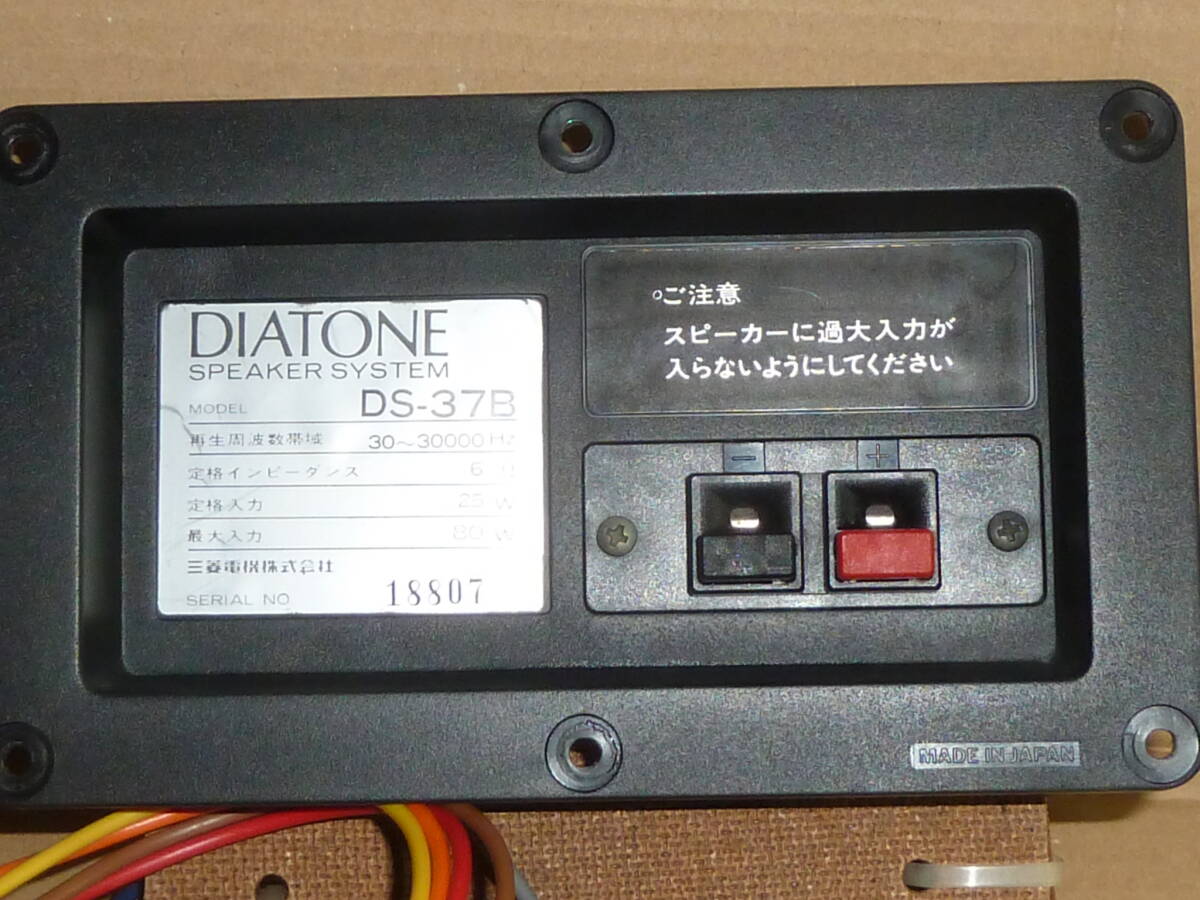 DIATONE
SPEAKER SYSTEM
MODEL DS-37B
再生周波数帯域 30～30000 Hz
定格インピーダンス 6 Ω
定格入力 25 W
最大入力 80 W
三菱電機株式会社
SERIAL NO 18807
ご注意
スピーカーに過大入力が
入らないようにしてください
− +
MADE IN JAPAN